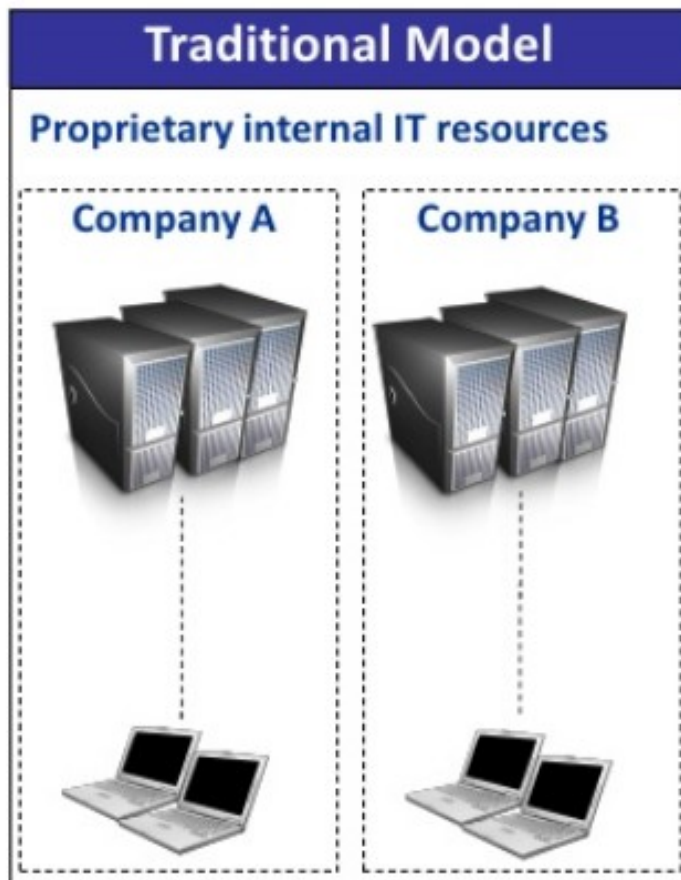 Traditional Model
Proprietary internal IT resources
Company A
Company B